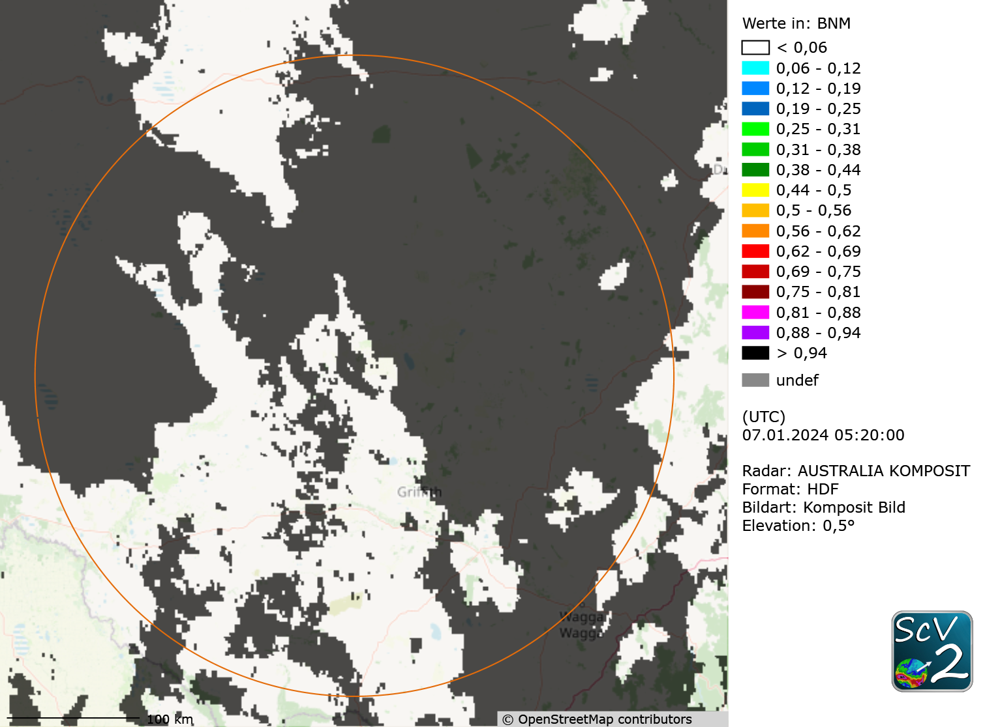 Werte in: BNM
< 0,06
0,06 - 0,12
0,12 - 0,19
0,19 - 0,25
0,25 - 0,31
0,31 - 0,38
0,38 - 0,44
0,44 - 0,5
0,5 - 0,56
0,56 - 0,62
0,62 - 0,69
0,69 - 0,75
0,75 - 0,81
0,81 - 0,88
0,88 - 0,94
> 0,94
undef
(UTC)
07.01.2024 05:20:00
Radar: AUSTRALIA KOMPOSIT
Format: HDF
Bildart: Komposit Bild
Elevation: 0,5°
Griffith
Wagga
Wagga
100 km
© OpenStreetMap contributors
ScV
2